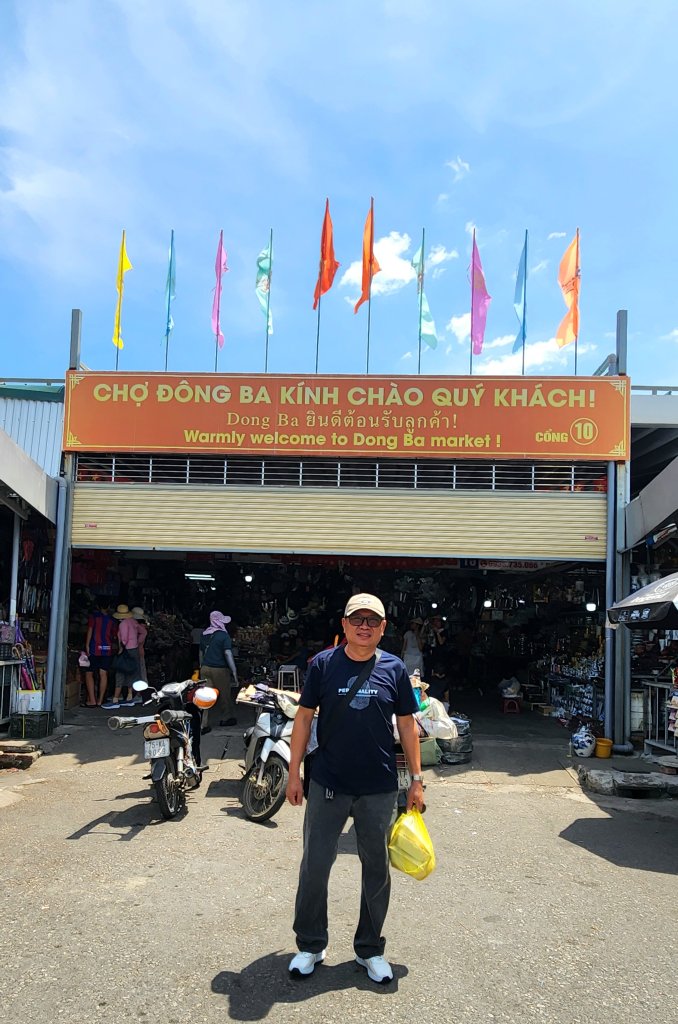 CHỢ ĐÔNG BA KÍNH CHÀO QUÝ KHÁCH!
Dong Ba ยินดีต้อนรับลูกค้า!
Warmly welcome to Dong Ba market !
CỔNG 10